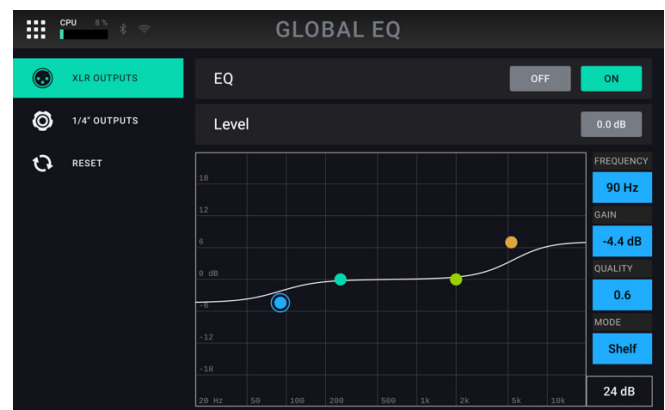 CPU 8 %
GLOBAL EQ
XLR OUTPUTS
1/4" OUTPUTS
RESET
EQ
OFF
ON
Level
0.0 dB
FREQUENCY
90 Hz
GAIN
-4.4 dB
QUALITY
0.6
MODE
Shelf
24 dB
18
12
6
0 dB
-6
-12
-18
20 Hz 50 100 200 500 1k 2k 5k 10k